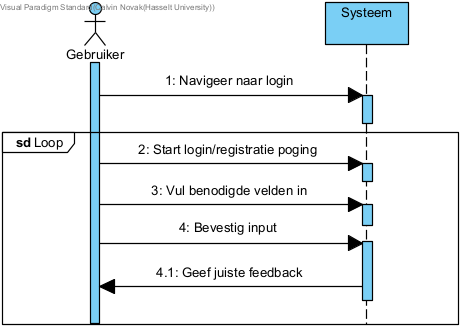 Visual Paradigm Standard(Calvin Novak(Hasselt University))
Systeem
Gebruiker
1: Navigeer naar login
sd Loop
2: Start login/registratie poging
3: Vul benodigde velden in
4: Bevestig input
4.1: Geef juiste feedback